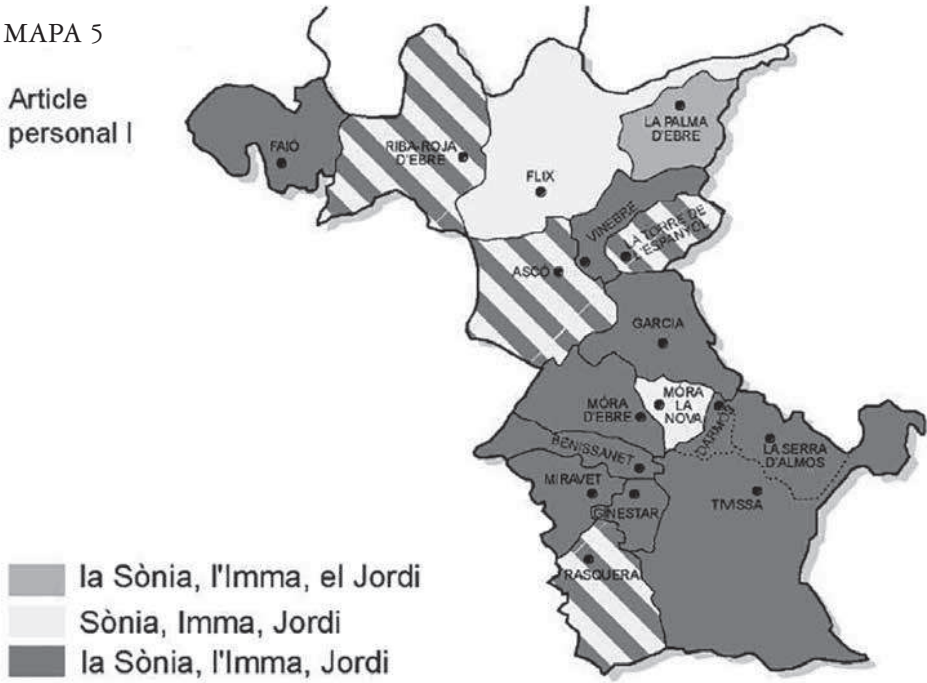 MAPA 5
Article
personal I
FAIÓ
RIBA-ROJA
D'EBRE
FLIX
LA PALMA
D'EBRE
VINEBRE
LA TORRE DE
L'ESPANYOL
ASCÓ
GARCIA
MÓRA
D'EBRE
MÓRA
LA
NOVA
DARMÓS
LA SERRA
D'ALMOS
BENISSANET
MIRAVET
GINESTAR
TIVISSA
RASQUERA
la Sònia, l'Imma, el Jordi
Sònia, Imma, Jordi
la Sònia, l'Imma, Jordi